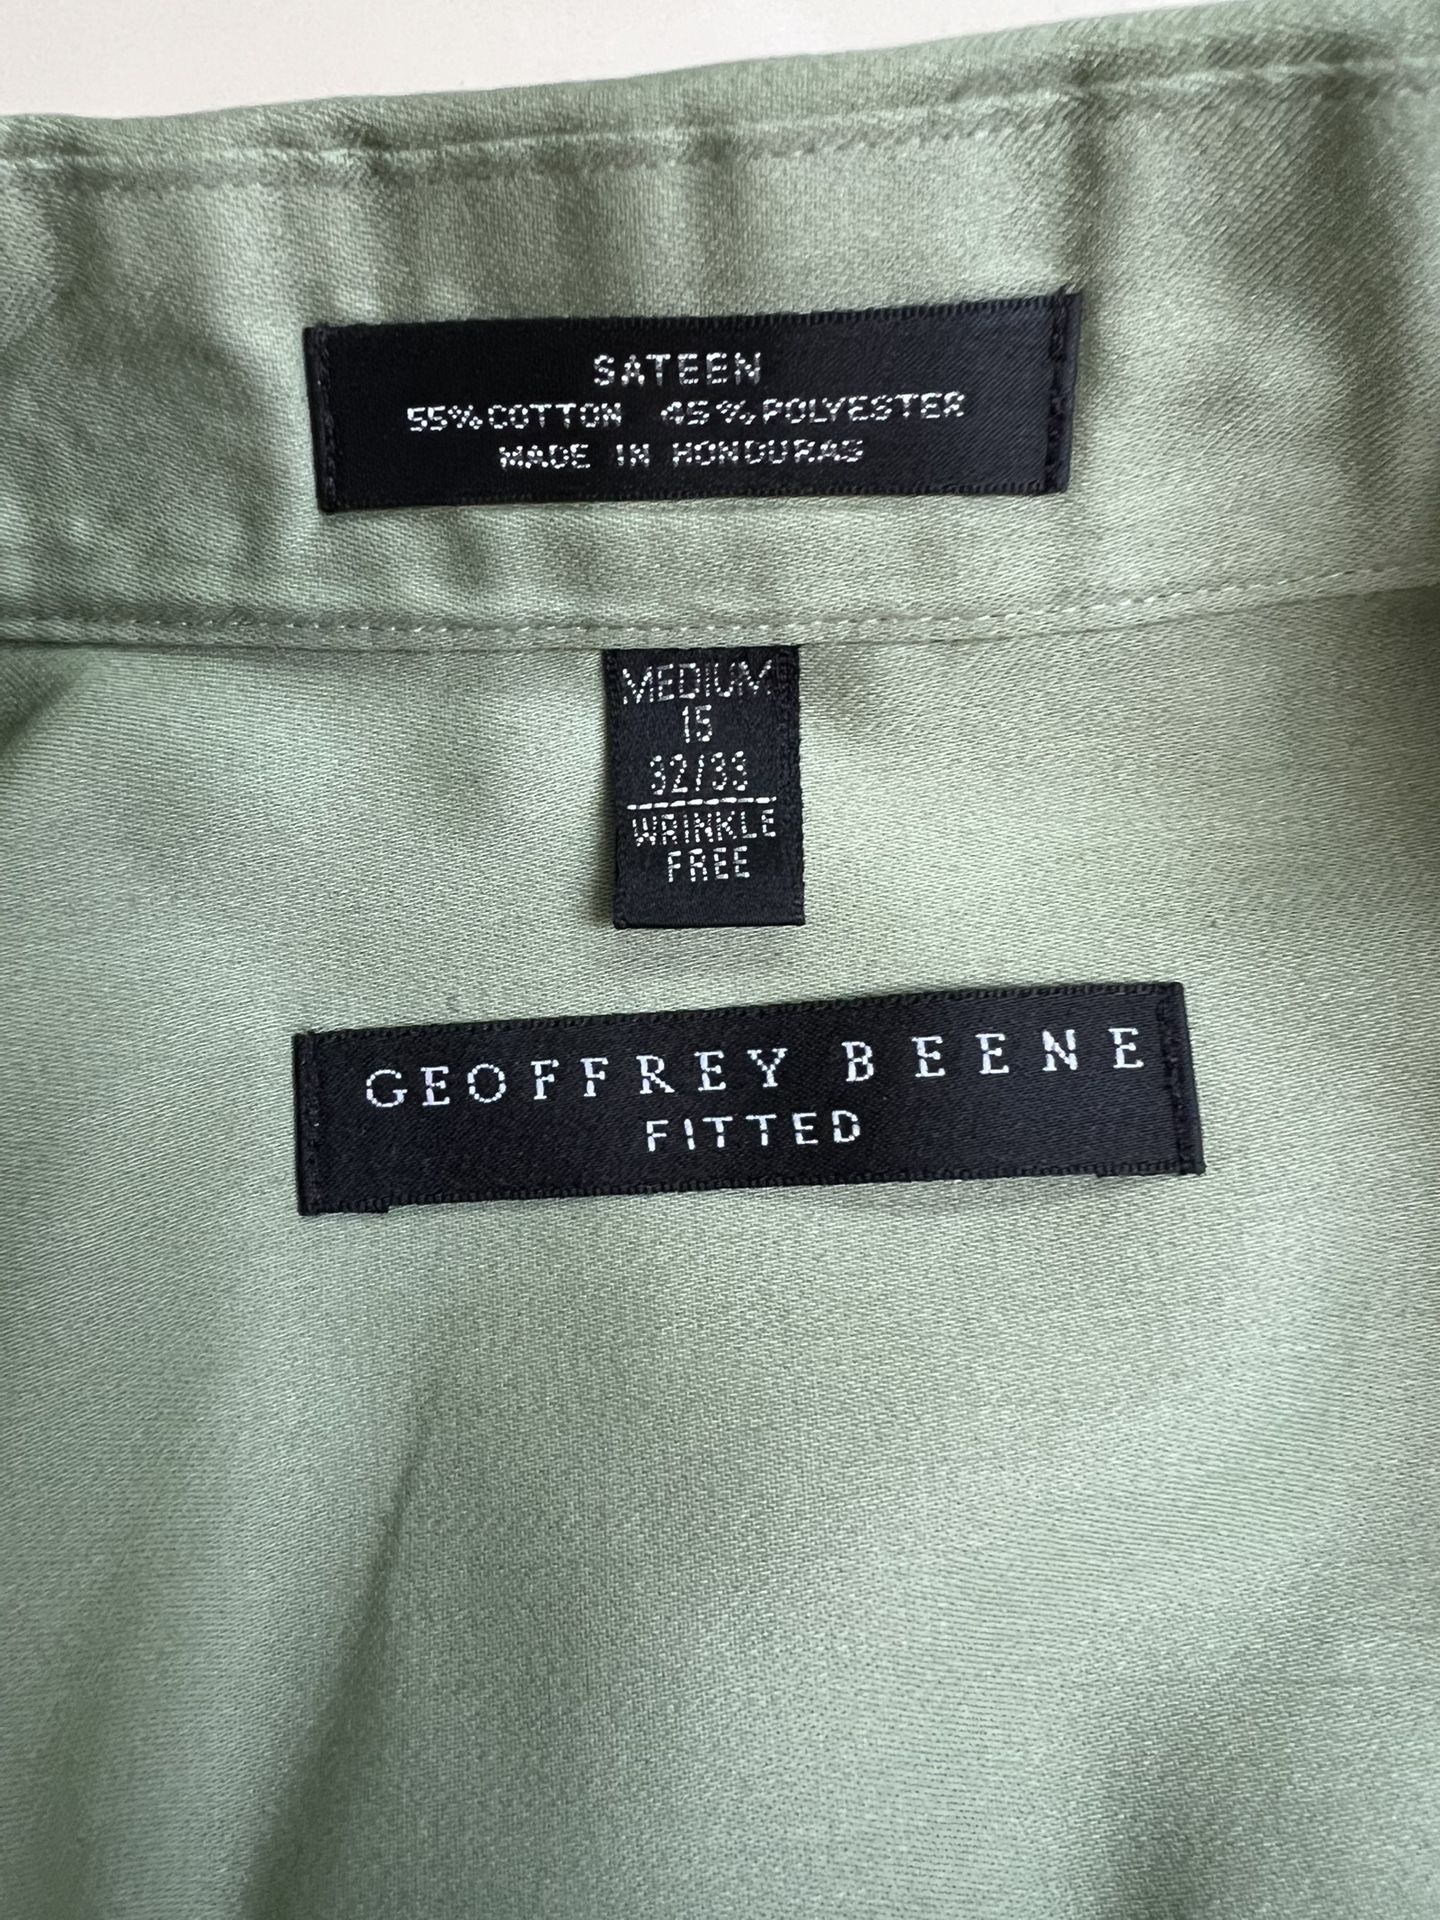 SATEEN
55% COTTON 45% POLYESTER
MADE IN HONDURAS
MEDIUM
15
32/33
WRINKLE
FREE
GEOFFREY BEENE
FITTED